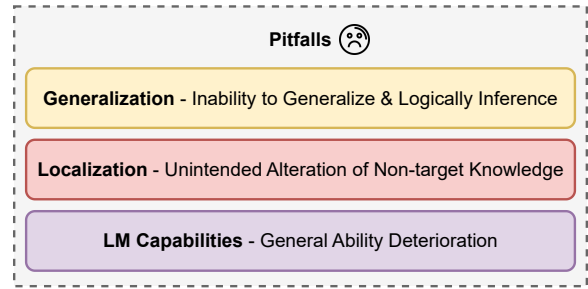 Pitfalls
Generalization - Inability to Generalize & Logically Inference
Localization - Unintended Alteration of Non-target Knowledge
LM Capabilities - General Ability Deterioration